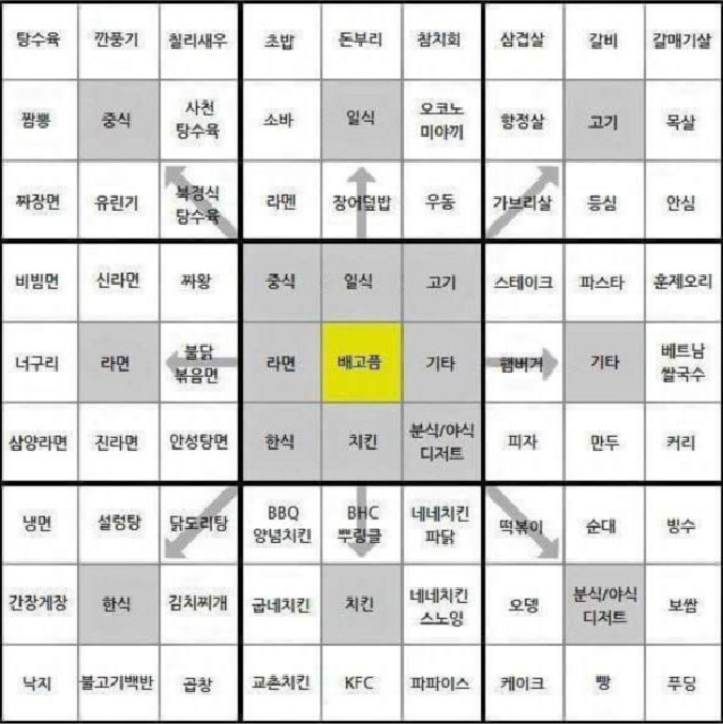 탕수육 깐풍기 칠리새우 초밥 돈부리 참치회 삼겹살 갈비 갈매기살
짬뽕 중식 사천 탕수육 소바 일식 오코노 미야끼 항정살 고기 목살
짜장면 유린기 북경식 탕수육 라멘 장어덮밥 우동 가브리살 등심 안심
비빔면 신라면 짜왕 중식 일식 고기 스테이크 파스타 훈제오리
너구리 라면 불닭 볶음면 라면 배고픔 기타 햄버거 기타 베트남 쌀국수
삼양라면 진라면 안성탕면 한식 치킨 분식/야식 디저트 피자 만두 커리
냉면 설렁탕 닭도리탕 BBQ 양념치킨 BHC 뿌링클 네네치킨 파닭 떡볶이 순대 빙수
간장게장 한식 김치찌개 굽네치킨 치킨 네네치킨 스노윙 오뎅 분식/야식 디저트 보쌈
낙지 불고기백반 곱창 교촌치킨 KFC 파파이스 케이크 빵 푸딩